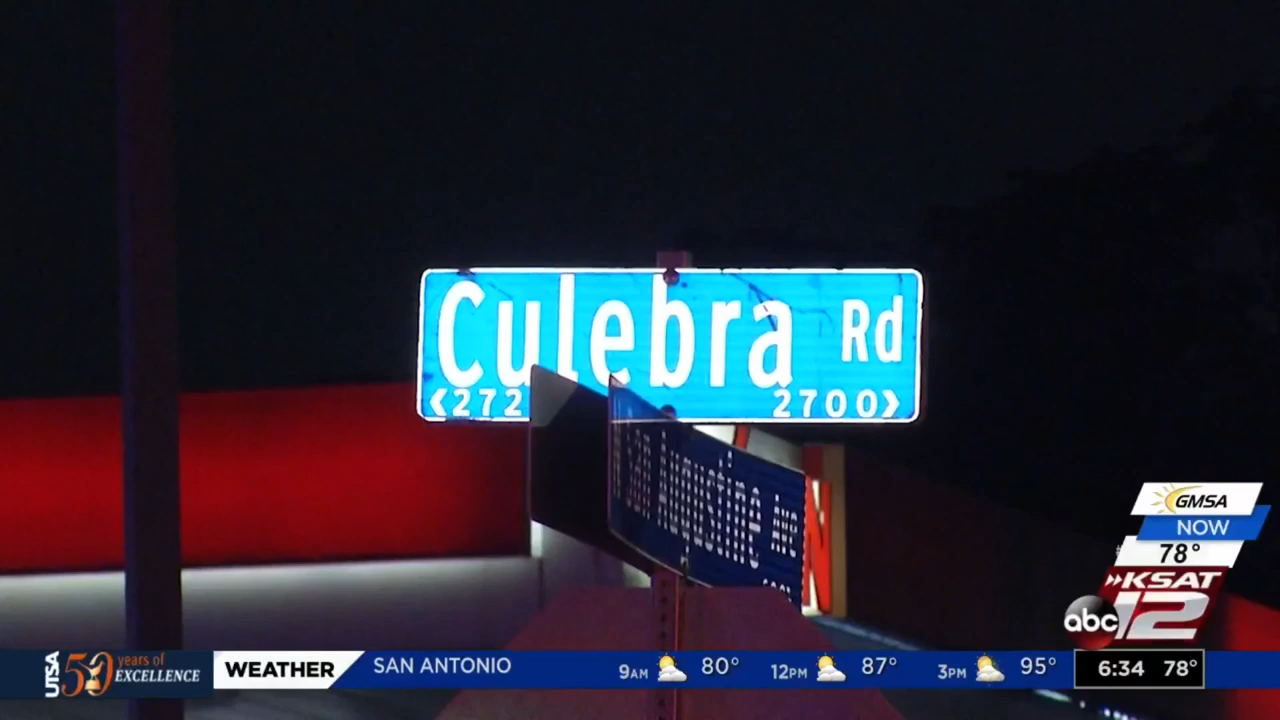 Culebra Rd
<272
2700>
N San Augustine Ave
N
GMSA
NOW
78°
KSAT
abc 12
UTSA 50 years of EXCELLENCE
WEATHER SAN ANTONIO 9AM 80° 12PM 87° 3PM 95° 6:34 78°